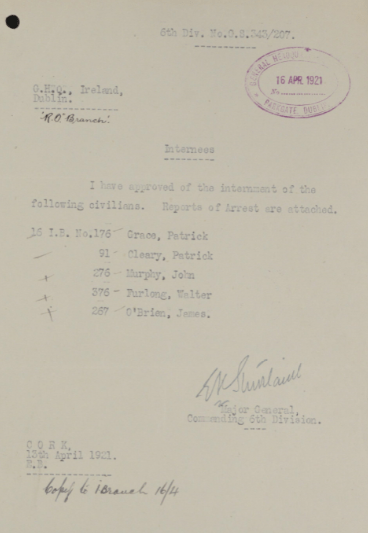 6th Div. No.G.S.343/207.
GENERAL HEADQUARTERS
16 APR. 1921
No.
PARKGATE DUBLIN
G.H.Q., Ireland,
Dublin.
'R.O' Branch'
Internees
I have approved of the internment of the
following civilians. Reports of Arrest are attached.
16 I.B. No.176 - Grace, Patrick
91 - Cleary, Patrick
276 - Murphy, John
376 - Furlong, Walter
267 - O'Brien, James.
Major General,
Commanding 6th Division.
C O R K.
13th April 1921.
Copy to I Branch 16/4